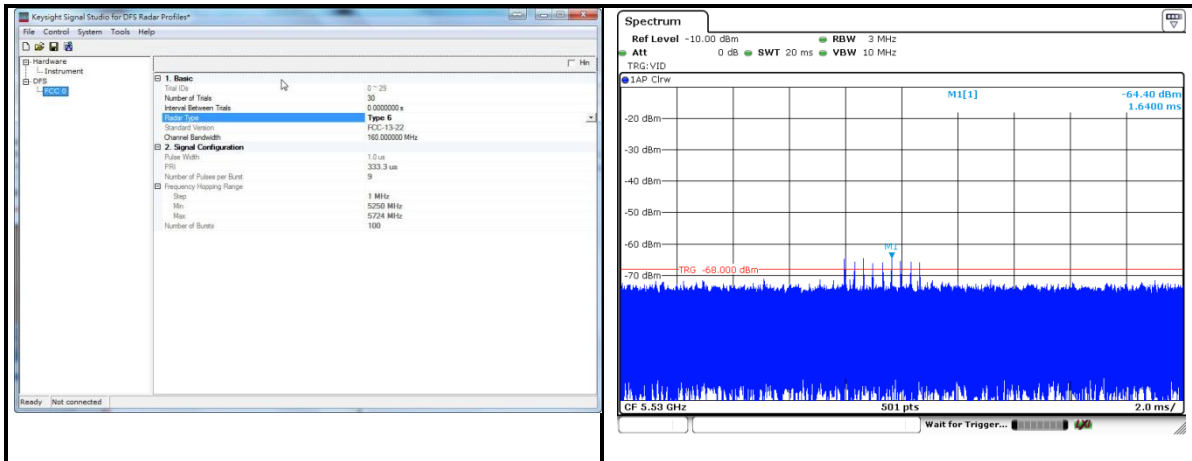 Keysight Signal Studio for DFS Radar Profiles*
File Control System Tools Help
Hardware
Instrument
DFS
FCC 0
1. Basic
Trial IDs 0 ~ 29
Number of Trials 30
Interval Between Trials 0.0000000 s
Radar Type Type 6
Standard Version FCC-13-22
Channel Bandwidth 160.000000 MHz
2. Signal Configuration
Pulse Width 1.0 us
PRI 333.3 us
Number of Pulses per Burst 9
Frequency Hopping Range
Step 1 MHz
Min 5250 MHz
Max 5724 MHz
Number of Bursts 100
Ready Not connected
Spectrum
Ref Level -10.00 dBm RBW 3 MHz
Att 0 dB SWT 20 ms VBW 10 MHz
TRG:VID
1AP Clrw
M1[1] -64.40 dBm
1.6400 ms
-20 dBm
-30 dBm
-40 dBm
-50 dBm
-60 dBm
M1
TRG -68.000 dBm
-70 dBm
CF 5.53 GHz 501 pts 2.0 ms/
Wait for Trigger...